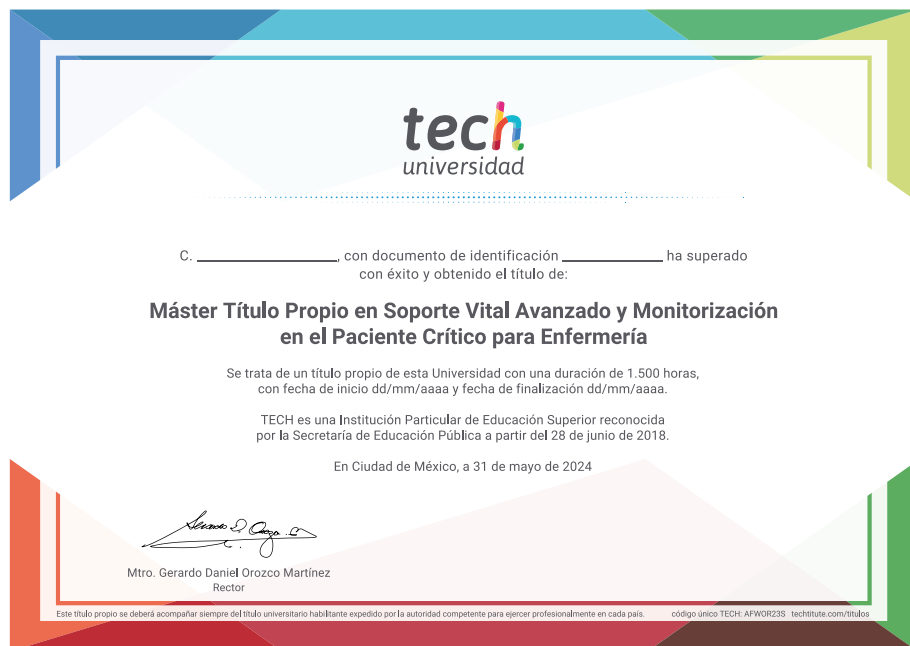 tech
universidad
C. __________________, con documento de identificación _____________ ha superado
con éxito y obtenido el título de:
Máster Título Propio en Soporte Vital Avanzado y Monitorización
en el Paciente Crítico para Enfermería
Se trata de un título propio de esta Universidad con una duración de 1.500 horas,
con fecha de inicio dd/mm/aaaa y fecha de finalización dd/mm/aaaa.
TECH es una Institución Particular de Educación Superior reconocida
por la Secretaría de Educación Pública a partir del 28 de junio de 2018.
En Ciudad de México, a 31 de mayo de 2024
Mtro. Gerardo Daniel Orozco Martínez
Rector
Este título propio se deberá acompañar siempre del título universitario habilitante expedido por la autoridad competente para ejercer profesionalmente en cada país. código único TECH: AFWOR23S techtitute.com/titulos